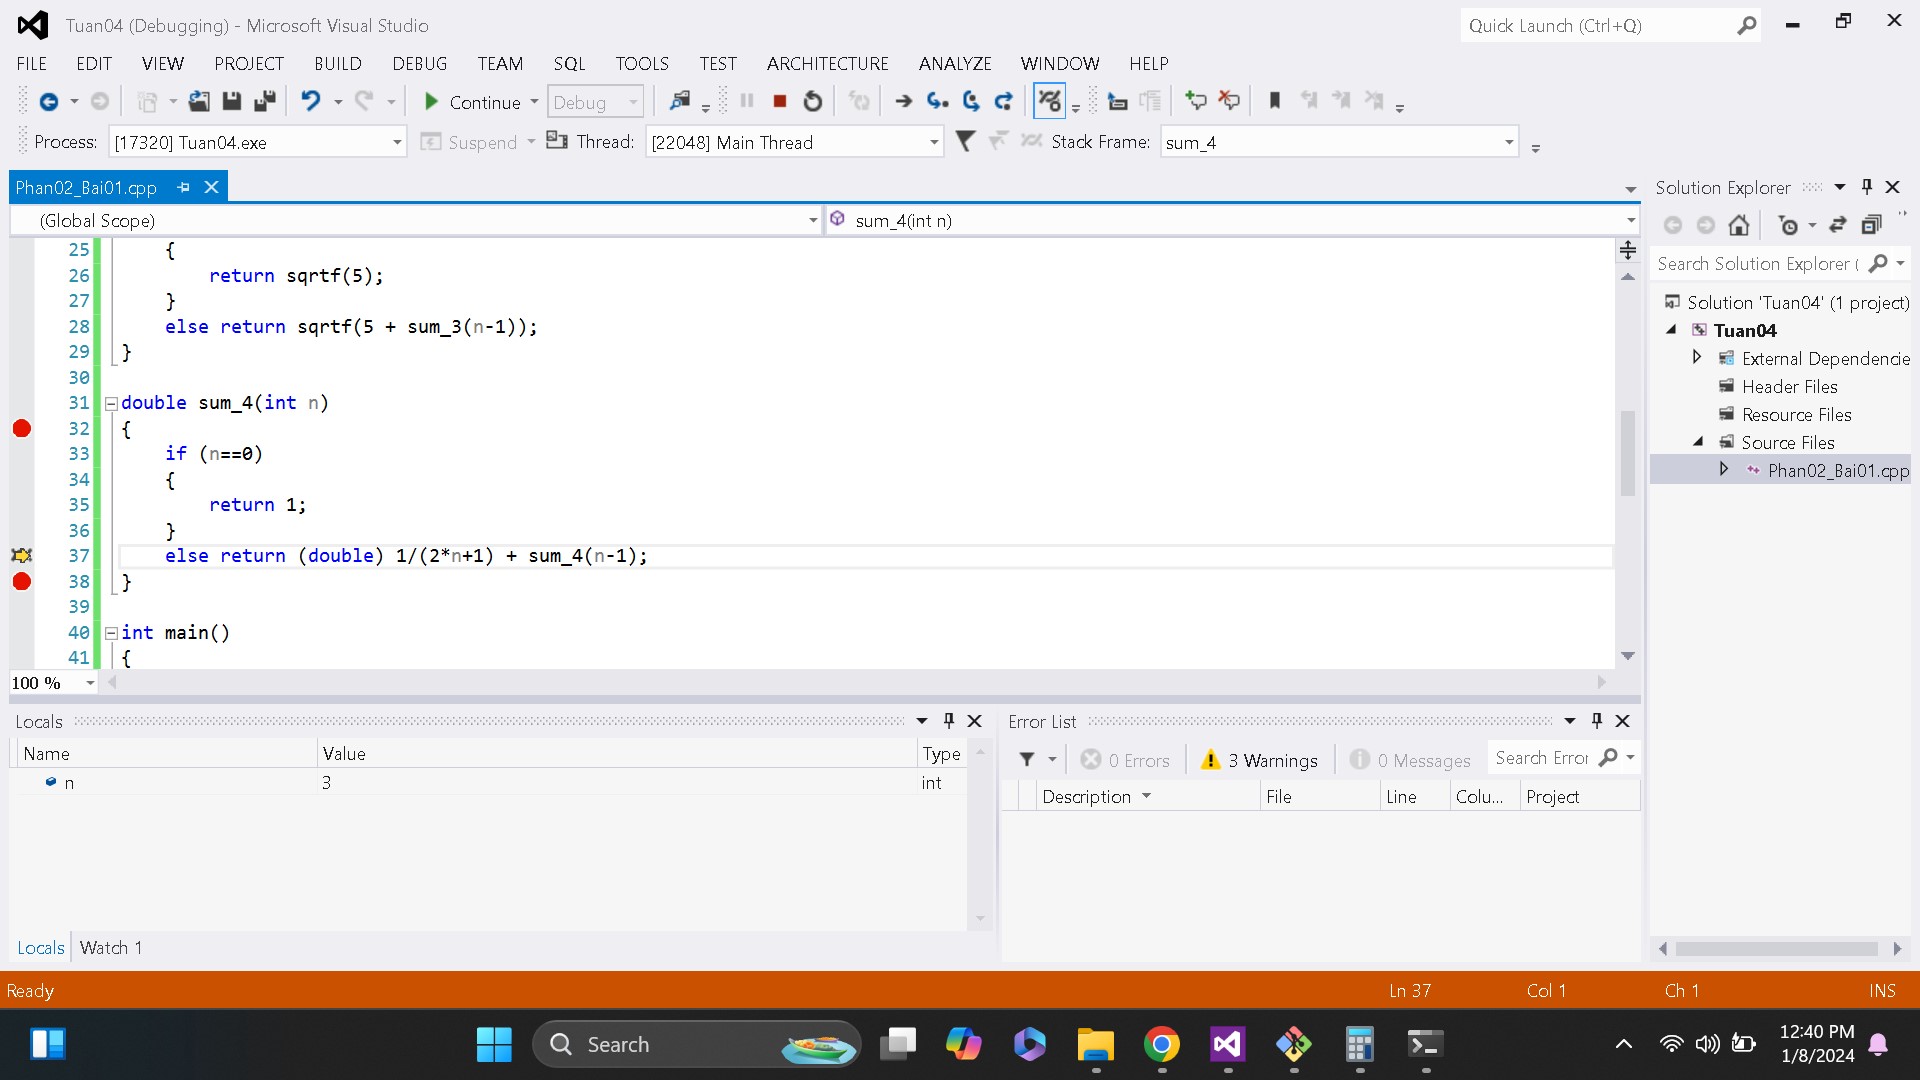 Tuan04 (Debugging) - Microsoft Visual Studio
Quick Launch (Ctrl+Q)
FILE EDIT VIEW PROJECT BUILD DEBUG TEAM SQL TOOLS TEST ARCHITECTURE ANALYZE WINDOW HELP
Continue Debug
Process: [17320] Tuan04.exe Suspend Thread: [22048] Main Thread Stack Frame: sum_4
Phan02_Bai01.cpp
(Global Scope) sum_4(int n)
25 {
26 return sqrtf(5);
27 }
28 else return sqrtf(5 + sum_3(n-1));
29 }
30
31 double sum_4(int n)
32 {
33 if (n==0)
34 {
35 return 1;
36 }
37 else return (double) 1/(2*n+1) + sum_4(n-1);
38 }
39
40 int main()
41 {
100 %
Solution Explorer
Search Solution Explorer (
Solution 'Tuan04' (1 project)
Tuan04
External Dependencie
Header Files
Resource Files
Source Files
Phan02_Bai01.cpp
Locals
Name Value Type
n 3 int
Locals Watch 1
Error List
0 Errors 3 Warnings 0 Messages Search Error
Description File Line Colu... Project
Ready Ln 37 Col 1 Ch 1 INS
Search
12:40 PM
1/8/2024